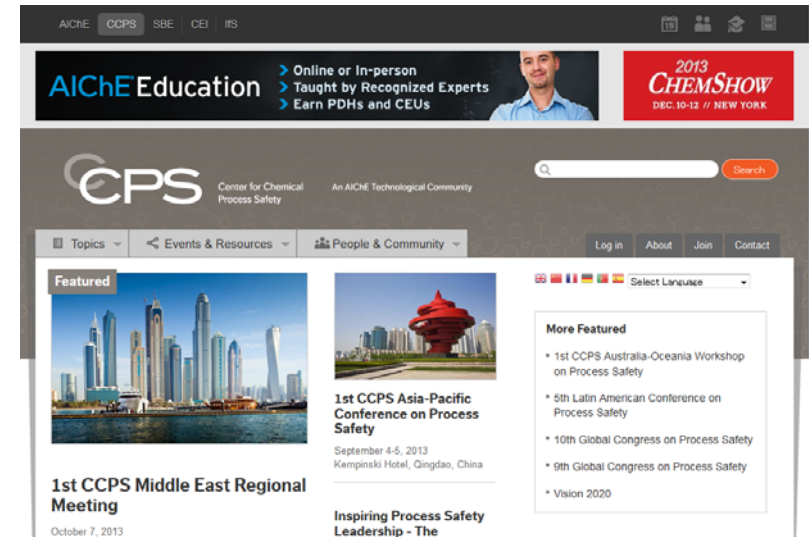 AIChE CCPS SBE CEI IfS
AIChE Education
Online or In-person
Taught by Recognized Experts
Earn PDHs and CEUs
2013
CHEMSHOW
DEC. 10-12 // NEW YORK
CCPS
Center for Chemical
Process Safety
An AIChE Technological Community
Search
Topics
Events & Resources
People & Community
Log in
About
Join
Contact
Featured
1st CCPS Middle East Regional
Meeting
October 7, 2013
1st CCPS Asia-Pacific
Conference on Process
Safety
September 4-5, 2013
Kempinski Hotel, Qingdao, China
Inspiring Process Safety
Leadership - The
Select Language
More Featured
1st CCPS Australia-Oceania Workshop
on Process Safety
5th Latin American Conference on
Process Safety
10th Global Congress on Process Safety
9th Global Congress on Process Safety
Vision 2020